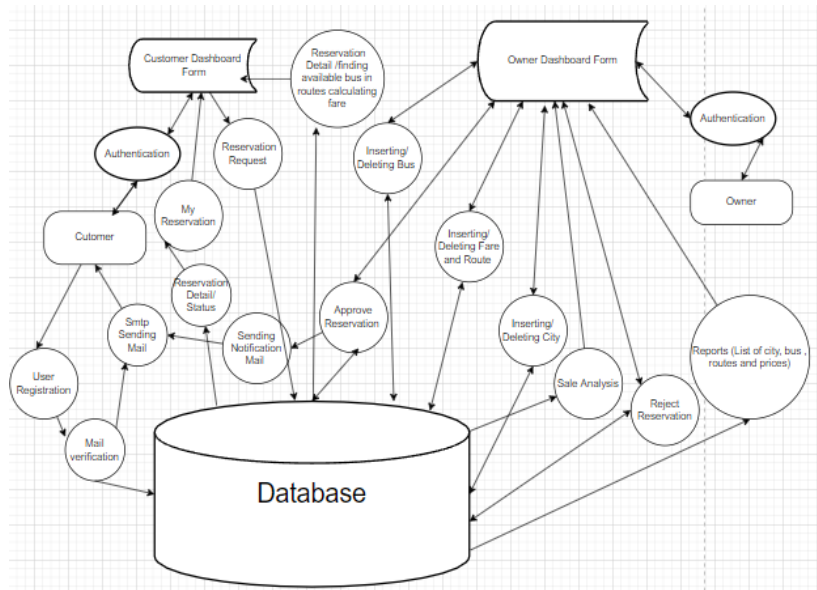 Customer Dashboard
Form
Reservation
Detail /finding
available bus in
routes calculating
fare
Owner Dashboard Form
Authentication
Reservation
Request
Inserting/
Deleting Bus
Authentication
My
Reservation
Owner
Cutomer
Inserting/
Deleting Fare
and Route
Reservation
Detail/
Status
Smtp
Sending
Mail
Sending
Notification
Mail
Approve
Reservation
Inserting/
Deleting City
Reports (List of city, bus ,
routes and prices)
User
Registration
Sale Analysis
Reject
Reservation
Mail
verification
Database